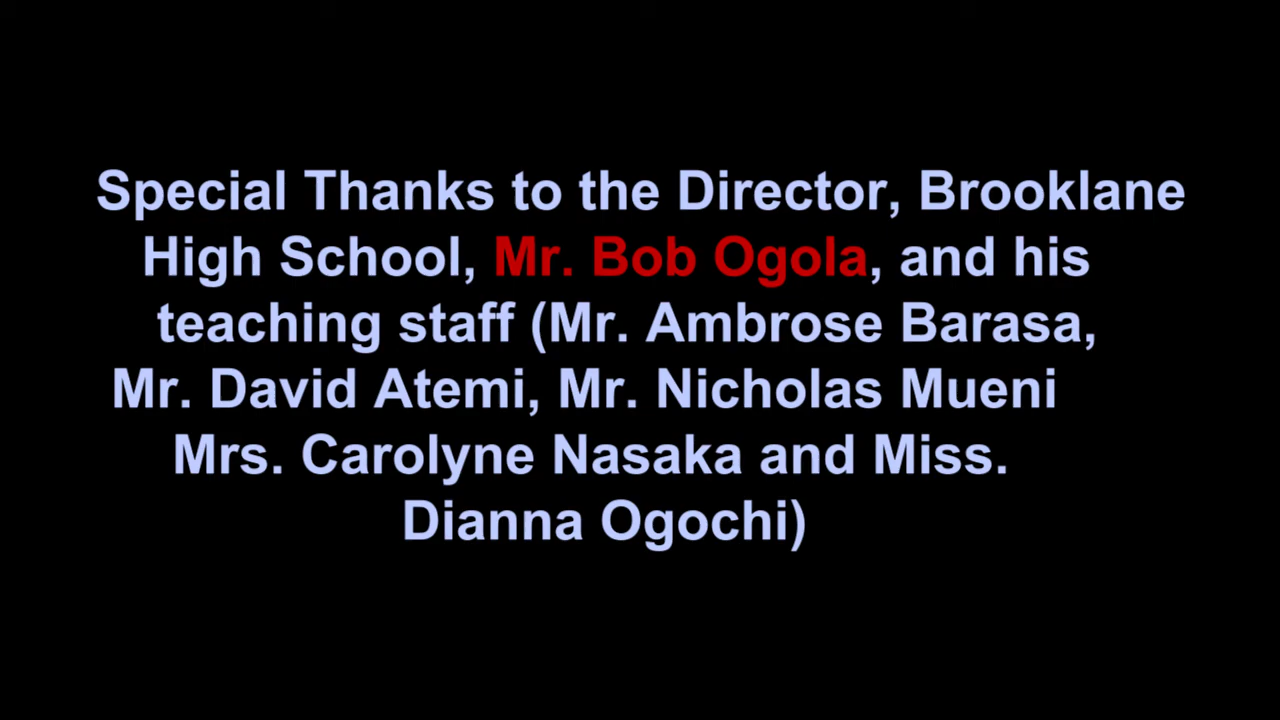 Special Thanks to the Director, Brooklane
High School, Mr. Bob Ogola, and his
teaching staff (Mr. Ambrose Barasa,
Mr. David Atemi, Mr. Nicholas Mueni
Mrs. Carolyne Nasaka and Miss.
Dianna Ogochi)